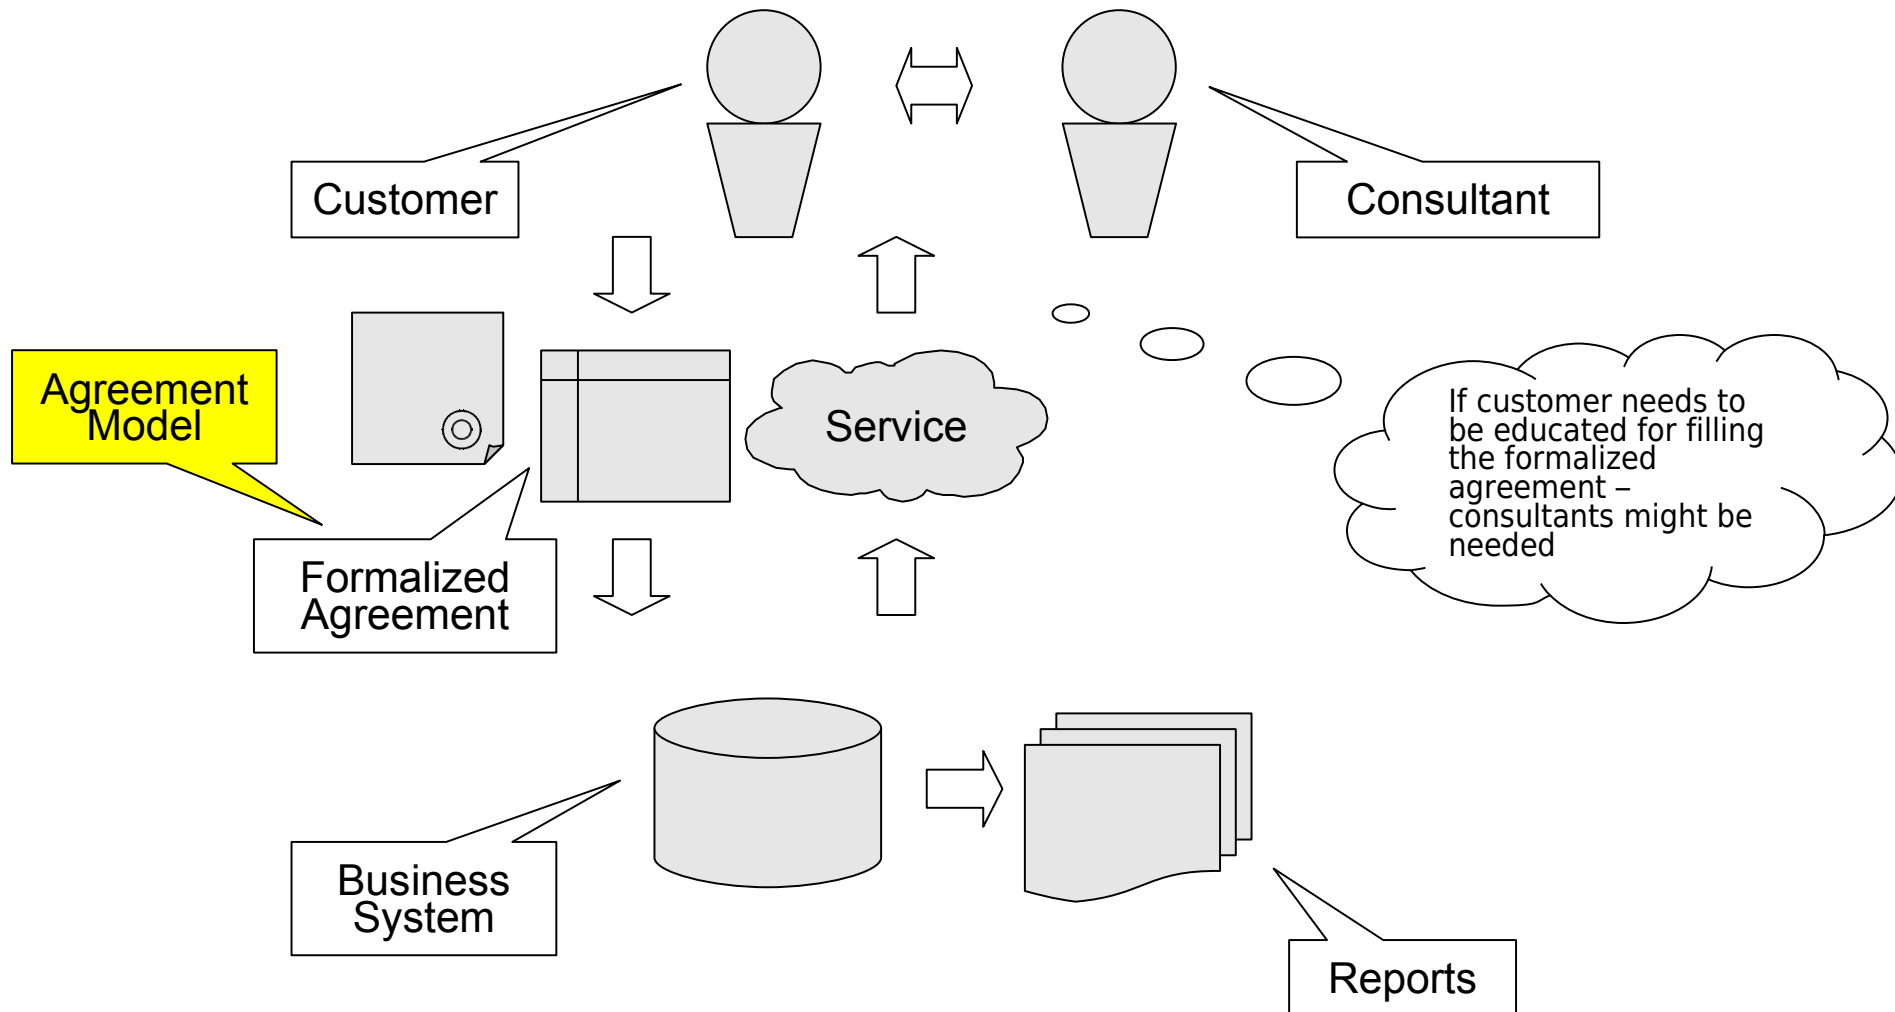 Customer
Consultant
Agreement
Model
Service
If customer needs to
be educated for filling
the formalized
agreement –
consultants might be
needed
Formalized
Agreement
Business
System
Reports